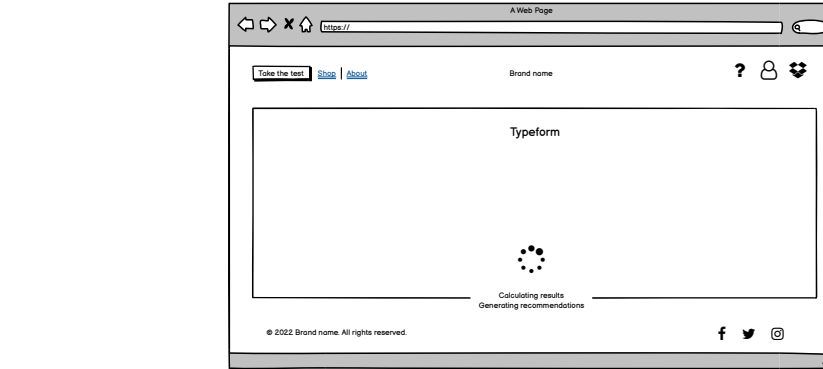 A Web Page
https://
Take the test Shop About Brand name ?
Typeform
Calculating results
Generating recommendations
© 2022 Brand name. All rights reserved.